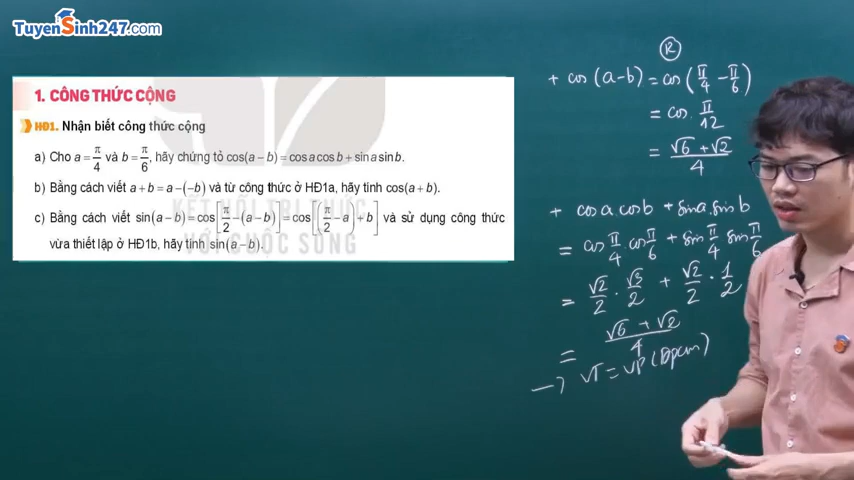 TuyenSinh247.com
1. CÔNG THỨC CỘNG
HĐ1. Nhận biết công thức cộng
a) Cho a = π/4 và b = π/6, hãy chứng tỏ cos(a − b) = cos a cos b + sin a sin b.
b) Bằng cách viết a + b = a − (−b) và từ công thức ở HĐ1a, hãy tính cos(a + b).
c) Bằng cách viết sin(a − b) = cos[π/2 − (a − b)] = cos[(π/2 − a) + b] và sử dụng công thức
vừa thiết lập ở HĐ1b, hãy tính sin(a − b).
KẾT NỐI TRI THỨC
VỚI CUỘC SỐNG
+ cos(a−b) = cos(π/4 − π/6)
= cos π/12
= (√6 + √2)/4
+ cos a. cos b + sin a. sin b
= cos π/4 . cos π/6 + sin π/4 sin π/6
= √2/2 . √3/2 + √2/2 . 1/2
= (√6 + √2)/4
→ VT = VP (Đpcm)